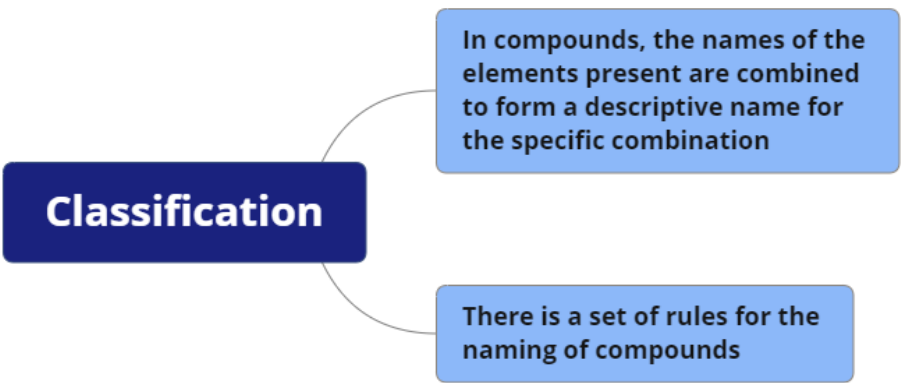 Classification
In compounds, the names of the
elements present are combined
to form a descriptive name for
the specific combination
There is a set of rules for the
naming of compounds